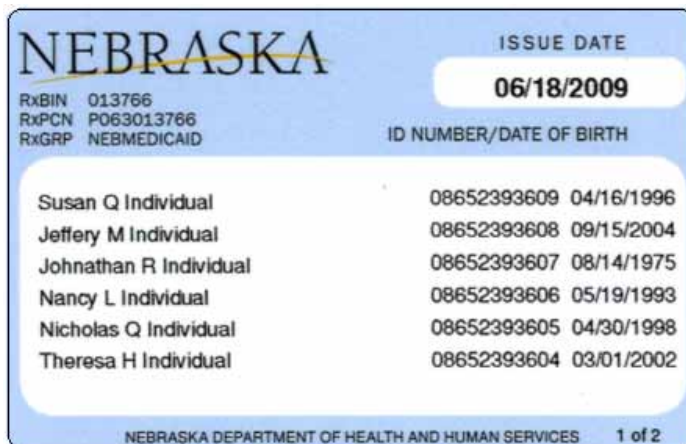 NEBRASKA
ISSUE DATE
06/18/2009
RxBIN 013766
RxPCN P063013766
RxGRP NEBMEDICAID
ID NUMBER/DATE OF BIRTH
Susan Q Individual 08652393609 04/16/1996
Jeffery M Individual 08652393608 09/15/2004
Johnathan R Individual 08652393607 08/14/1975
Nancy L Individual 08652393606 05/19/1993
Nicholas Q Individual 08652393605 04/30/1998
Theresa H Individual 08652393604 03/01/2002
NEBRASKA DEPARTMENT OF HEALTH AND HUMAN SERVICES 1 of 2